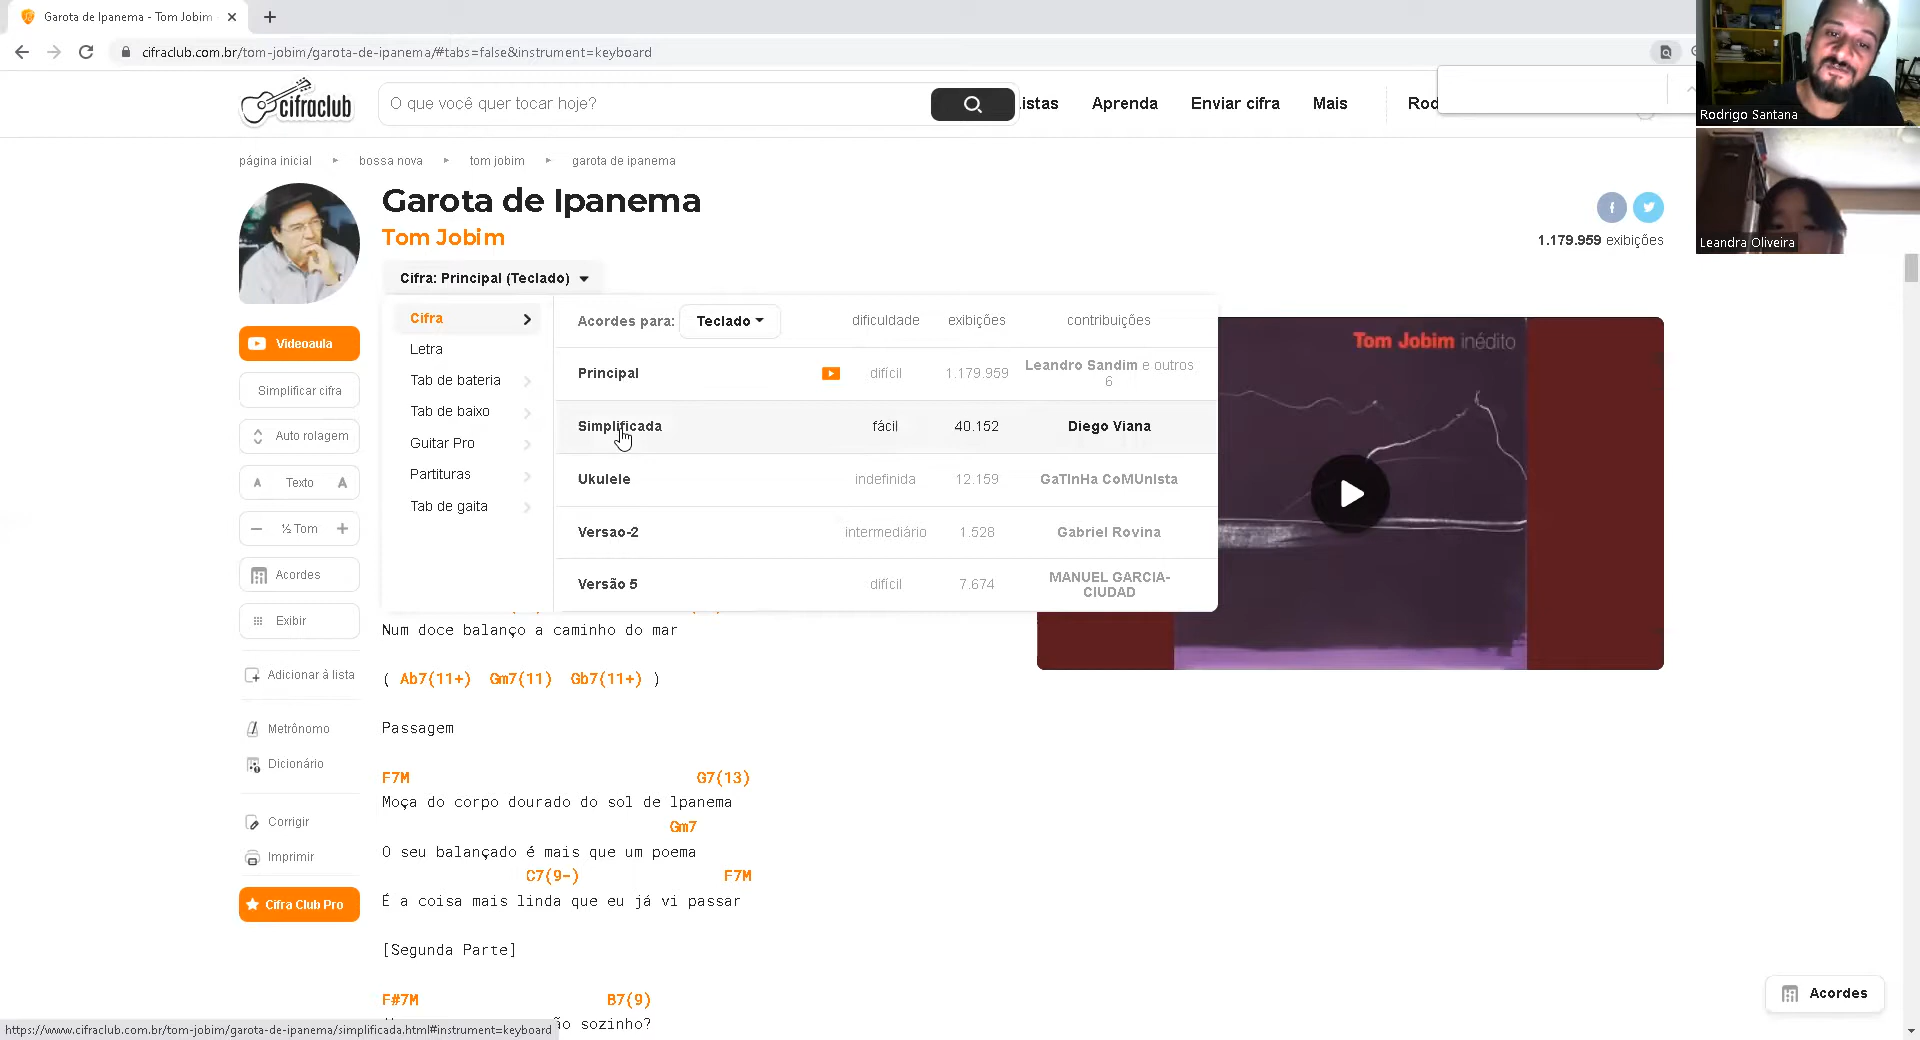 Garota de Ipanema - Tom Jobim
cifraclub.com.br/tom-jobim/garota-de-ipanema/#tabs=false&instrument=keyboard
cifraclub
O que você quer tocar hoje?
istas
Aprenda
Enviar cifra
Mais
Rod
Rodrigo Santana
Leandra Oliveira
página inicial
bossa nova
tom jobim
garota de ipanema
Garota de Ipanema
Tom Jobim
1.179.959 exibições
Cifra: Principal (Teclado)
Cifra
Letra
Tab de bateria
Tab de baixo
Guitar Pro
Partituras
Tab de gaita
Acordes para: Teclado dificuldade exibições contribuições
Principal difícil 1.179.959 Leandro Sandim e outros
6
Simplificada fácil 40.152 Diego Viana
Ukulele indefinida 12.159 GaTInHa CoMUnIsta
Versao-2 intermediário 1.528 Gabriel Rovina
Versão 5 difícil 7.674 MANUEL GARCIA-
CIUDAD
Tom Jobim inédito
Videoaula
Simplificar cifra
Auto rolagem
A Texto A
½ Tom
Acordes
Exibir
Adicionar à lista
Metrônomo
Dicionário
Corrigir
Imprimir
Cifra Club Pro
Num doce balanço a caminho do mar
( Ab7(11+) Gm7(11) Gb7(11+) )
Passagem
F7M G7(13)
Moça do corpo dourado do sol de lpanema
Gm7
O seu balançado é mais que um poema
C7(9-) F7M
É a coisa mais linda que eu já vi passar
[Segunda Parte]
F#7M B7(9)
ão sozinho?
Acordes
https://www.cifraclub.com.br/tom-jobim/garota-de-ipanema/simplificada.html#instrument=keyboard